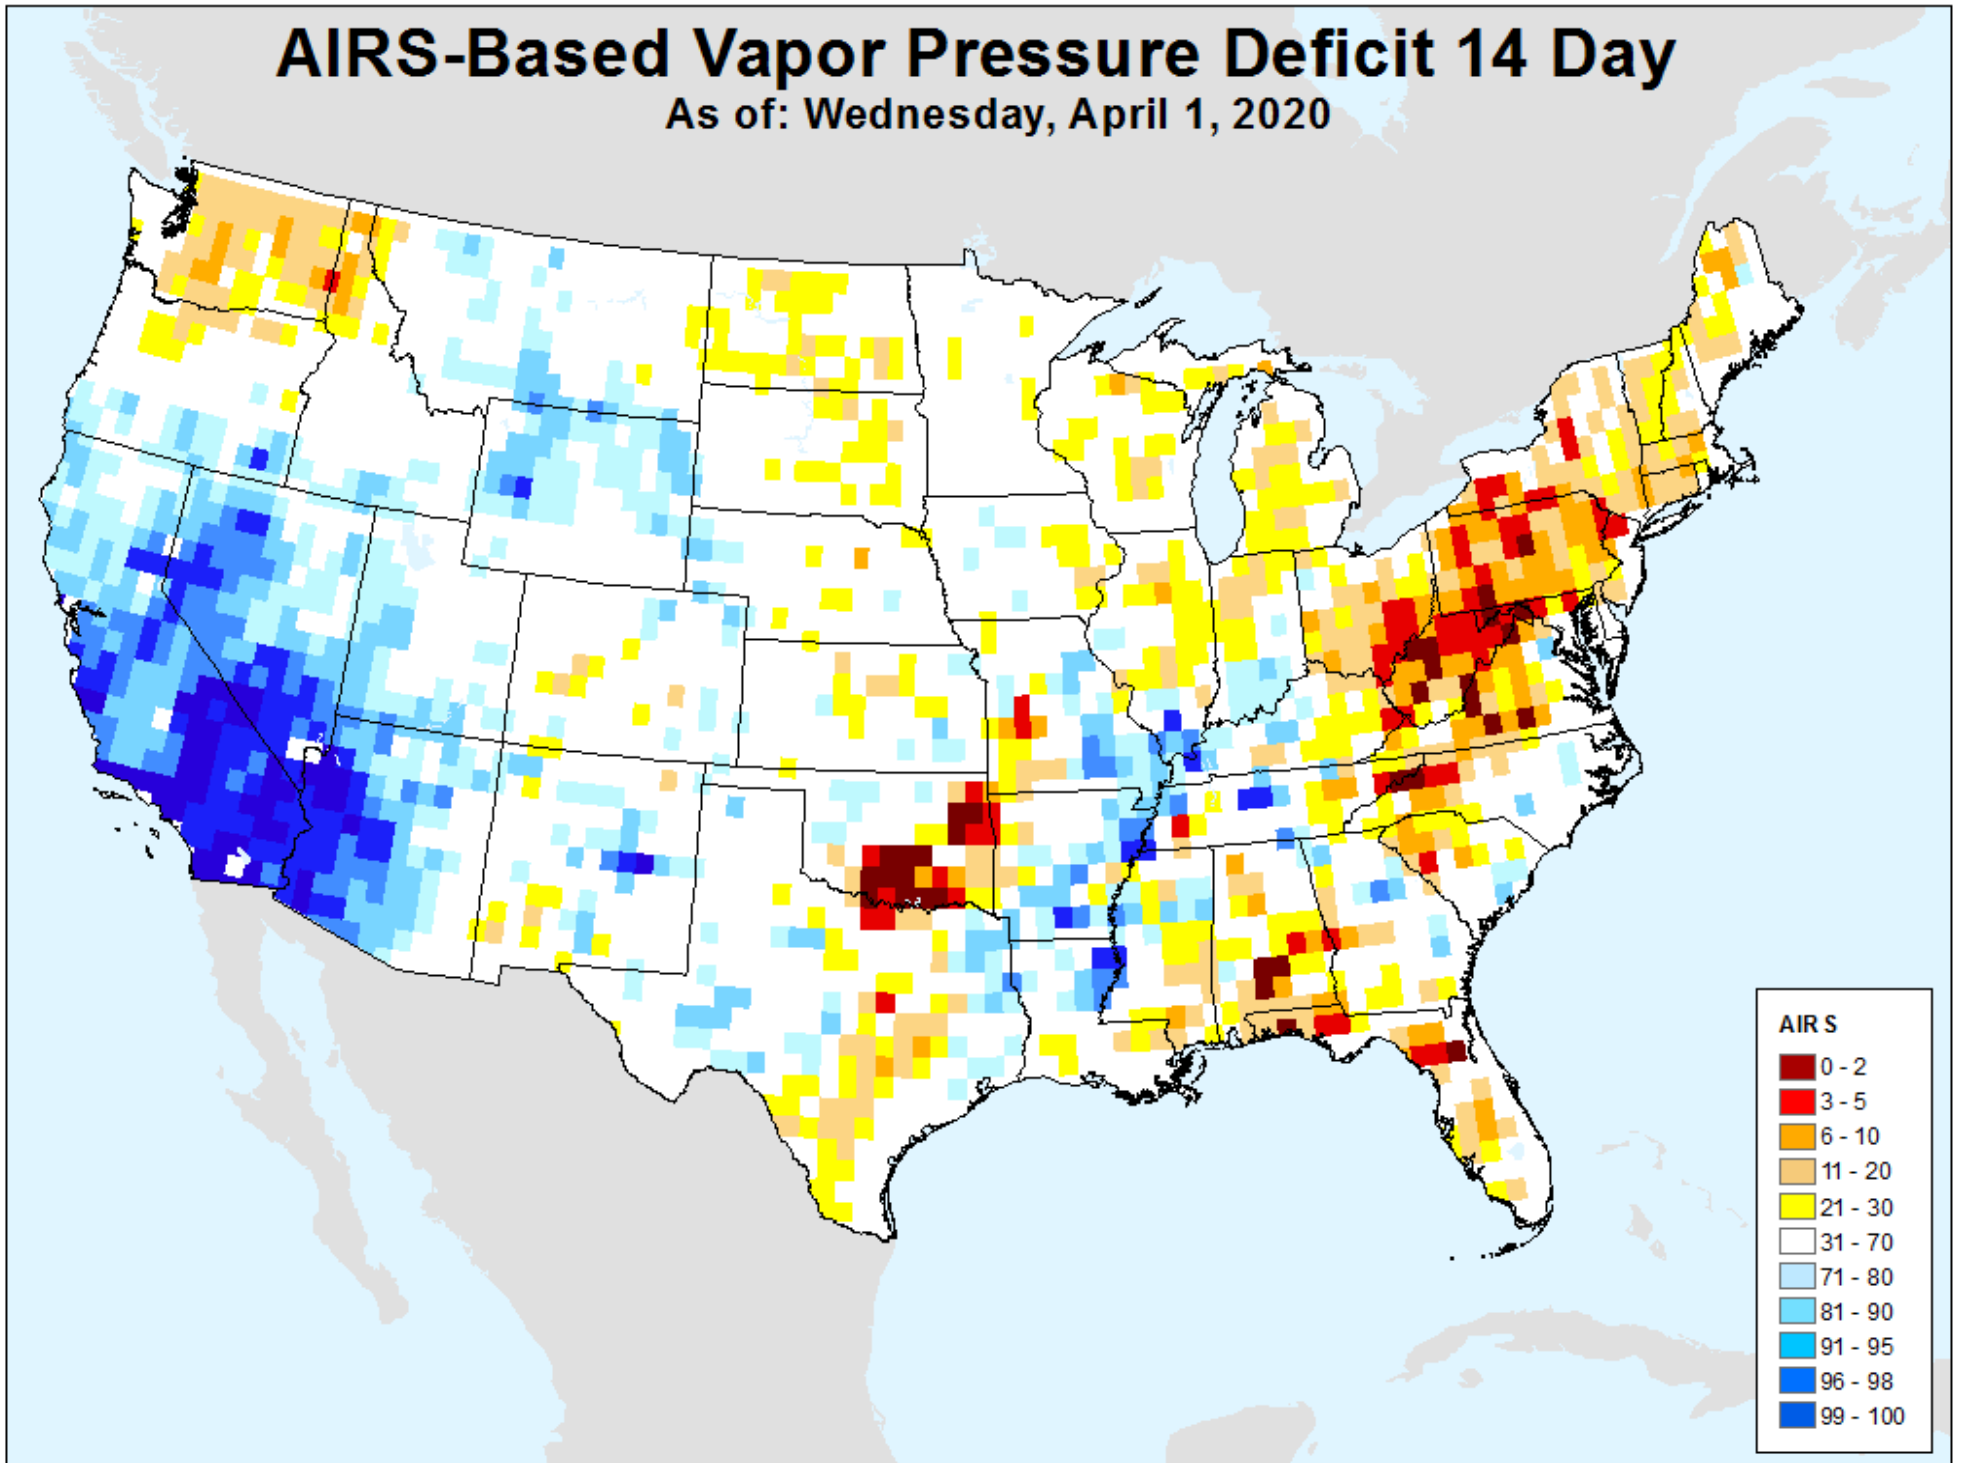 AIRS-Based Vapor Pressure Deficit 14 Day
As of: Wednesday, April 1, 2020
AIRS
0 - 2
3 - 5
6 - 10
11 - 20
21 - 30
31 - 70
71 - 80
81 - 90
91 - 95
96 - 98
99 - 100